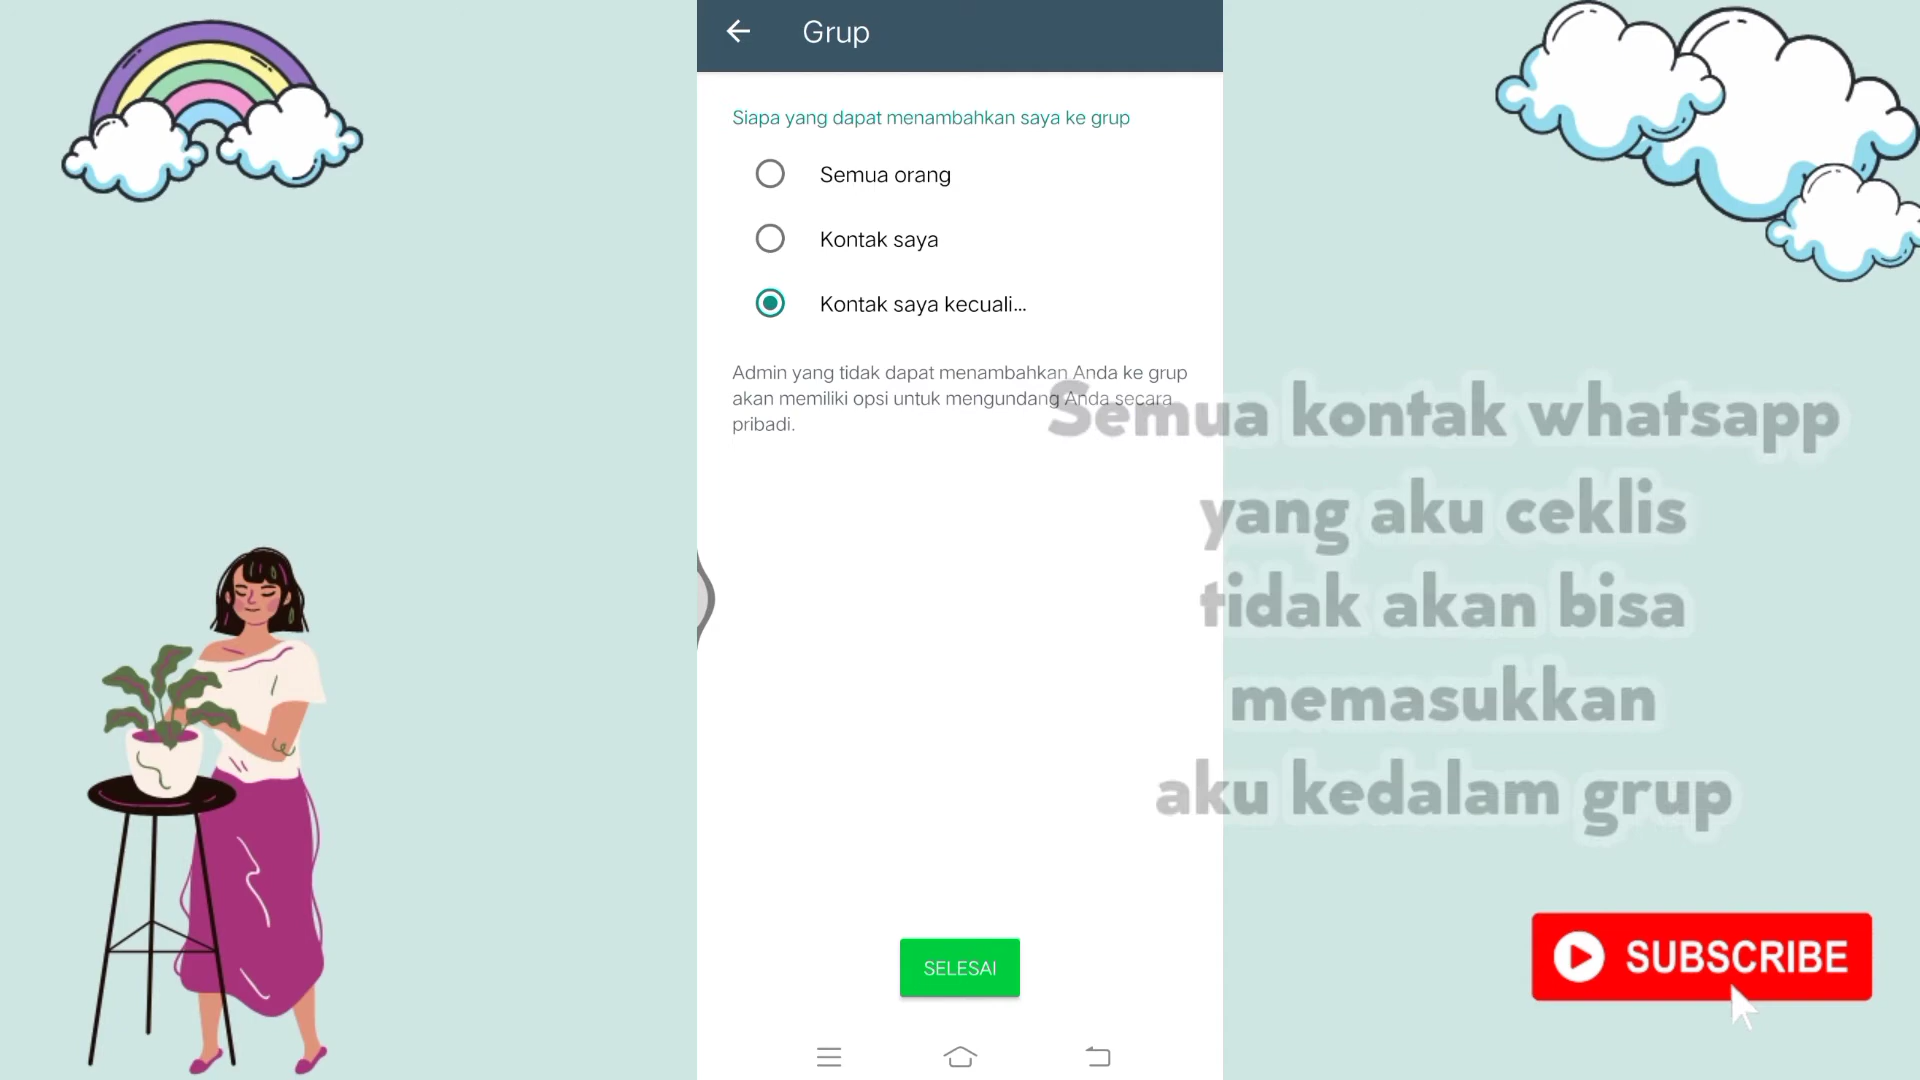 Grup
Siapa yang dapat menambahkan saya ke grup
Semua orang
Kontak saya
Kontak saya kecuali...
Admin yang tidak dapat menambahkan Anda ke grup
akan memiliki opsi untuk mengundang Anda secara
pribadi.
Semua kontak whatsapp
yang aku ceklis
tidak akan bisa
memasukkan
aku kedalam grup
SELESAI
SUBSCRIBE